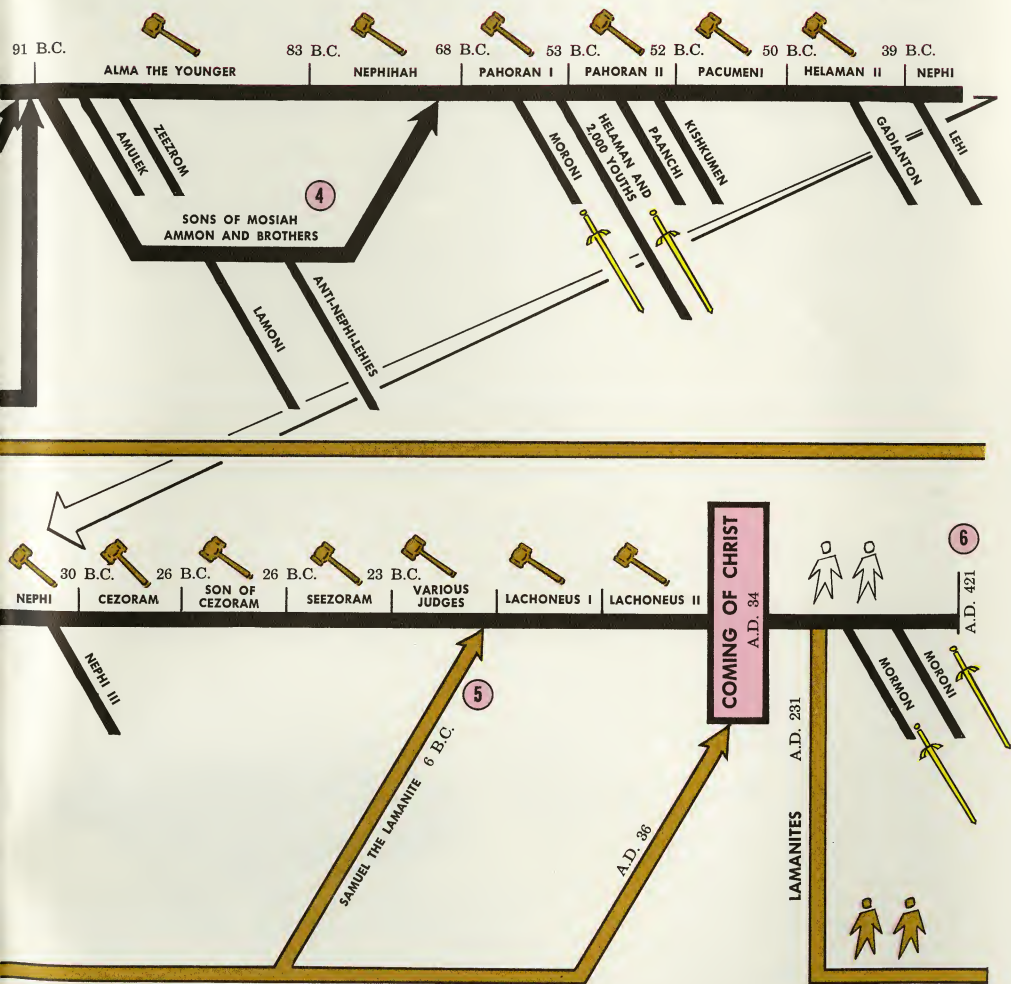 91 B.C.
83 B.C.
68 B.C.
53 B.C.
52 B.C.
50 B.C.
39 B.C.
ALMA THE YOUNGER
NEPHIHAH
PAHORAN I
PAHORAN II
PACUMENI
HELAMAN II
NEPHI
AMULEK
ZEEZROM
MORONI
HELAMAN AND
2,000 YOUTHS
PAANCHI
KISHKUMEN
GADIANTON
LEHI
4
SONS OF MOSIAH
AMMON AND BROTHERS
LAMONI
ANTI-NEPHI-LEHIES
30 B.C.
26 B.C.
26 B.C.
23 B.C.
NEPHI
CEZORAM
SON OF
CEZORAM
SEEZORAM
VARIOUS
JUDGES
LACHONEUS I
LACHONEUS II
COMING OF CHRIST
A.D. 34
6
A.D. 421
NEPHI III
5
SAMUEL THE LAMANITE 6 B.C.
A.D. 36
LAMANITES
A.D. 231
MORMON
MORONI